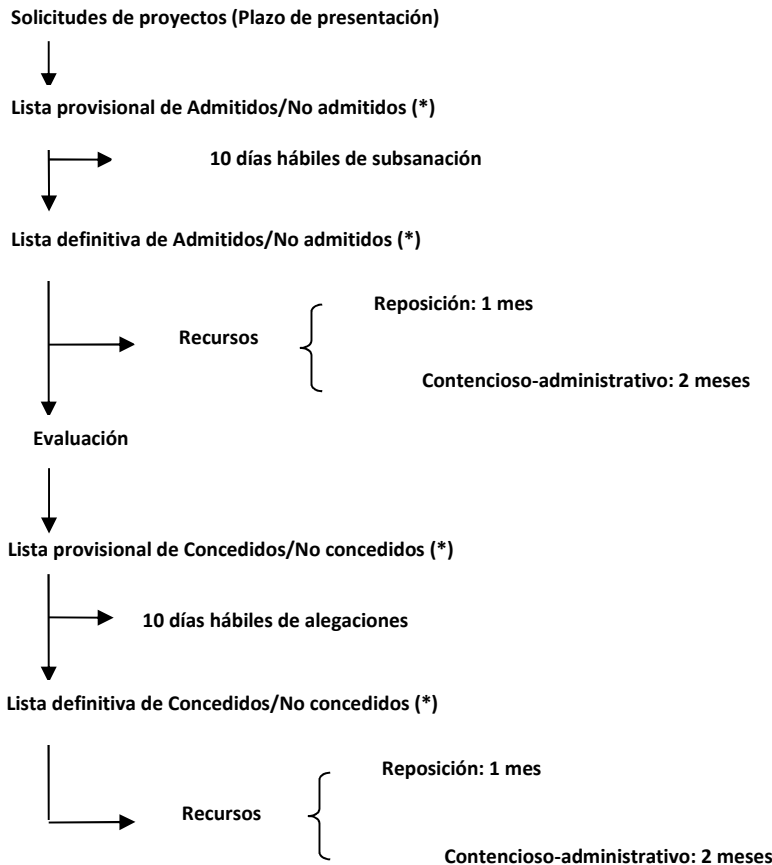 Solicitudes de proyectos (Plazo de presentación)
Lista provisional de Admitidos/No admitidos (*)
10 días hábiles de subsanación
Lista definitiva de Admitidos/No admitidos (*)
Reposición: 1 mes
Recursos
Contencioso-administrativo: 2 meses
Evaluación
Lista provisional de Concedidos/No concedidos (*)
10 días hábiles de alegaciones
Lista definitiva de Concedidos/No concedidos (*)
Reposición: 1 mes
Recursos
Contencioso-administrativo: 2 meses